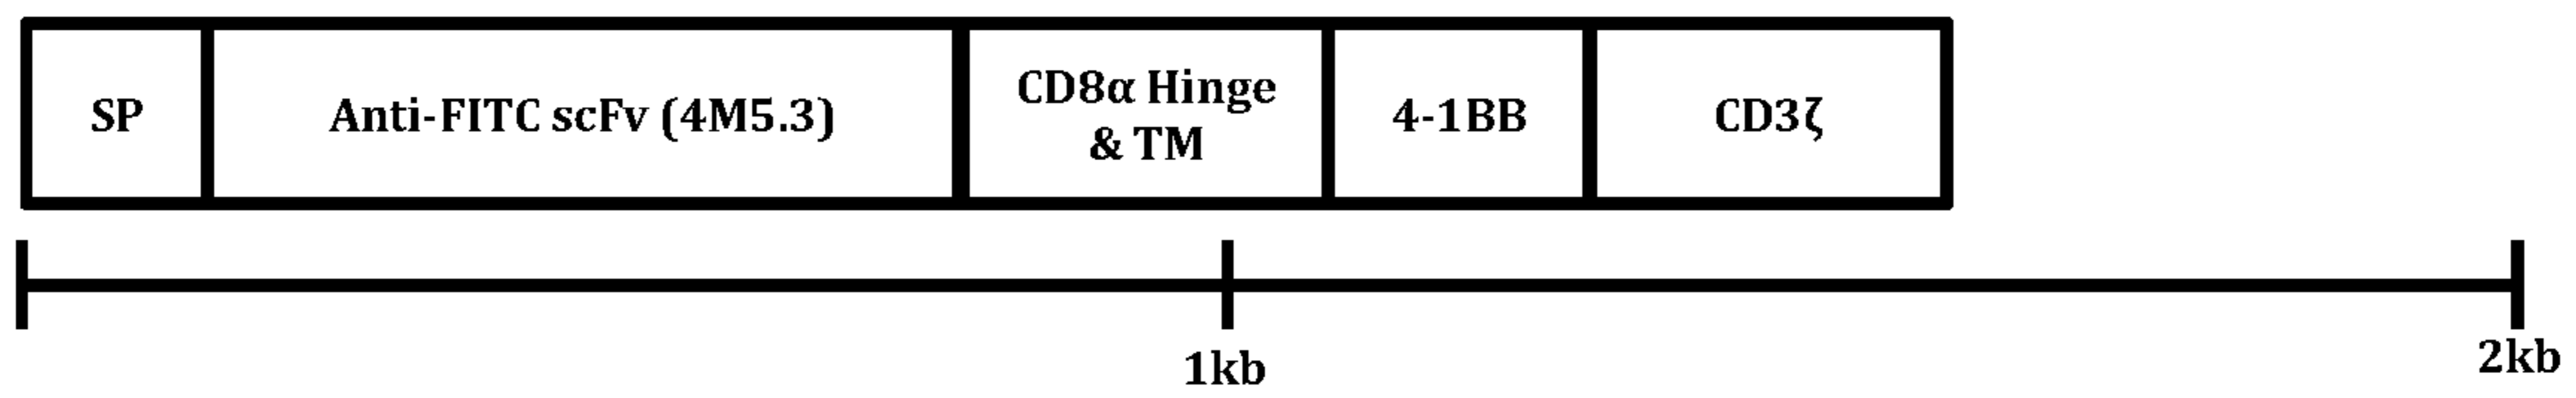 SP
Anti-FITC scFv (4M5.3)
CD8α Hinge
& TM
4-1BB
CD3ζ
1kb
2kb